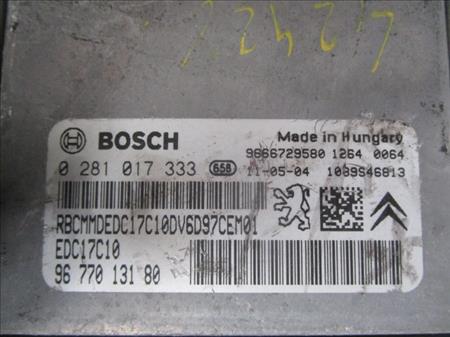 BOSCH
Made in Hungary
0 281 017 333 658
9666729580 1264 0064
11-05-04 1039S46813
RBCMMDEDC17C10DV6D97CEM01
EDC17C10
96 770 131 80